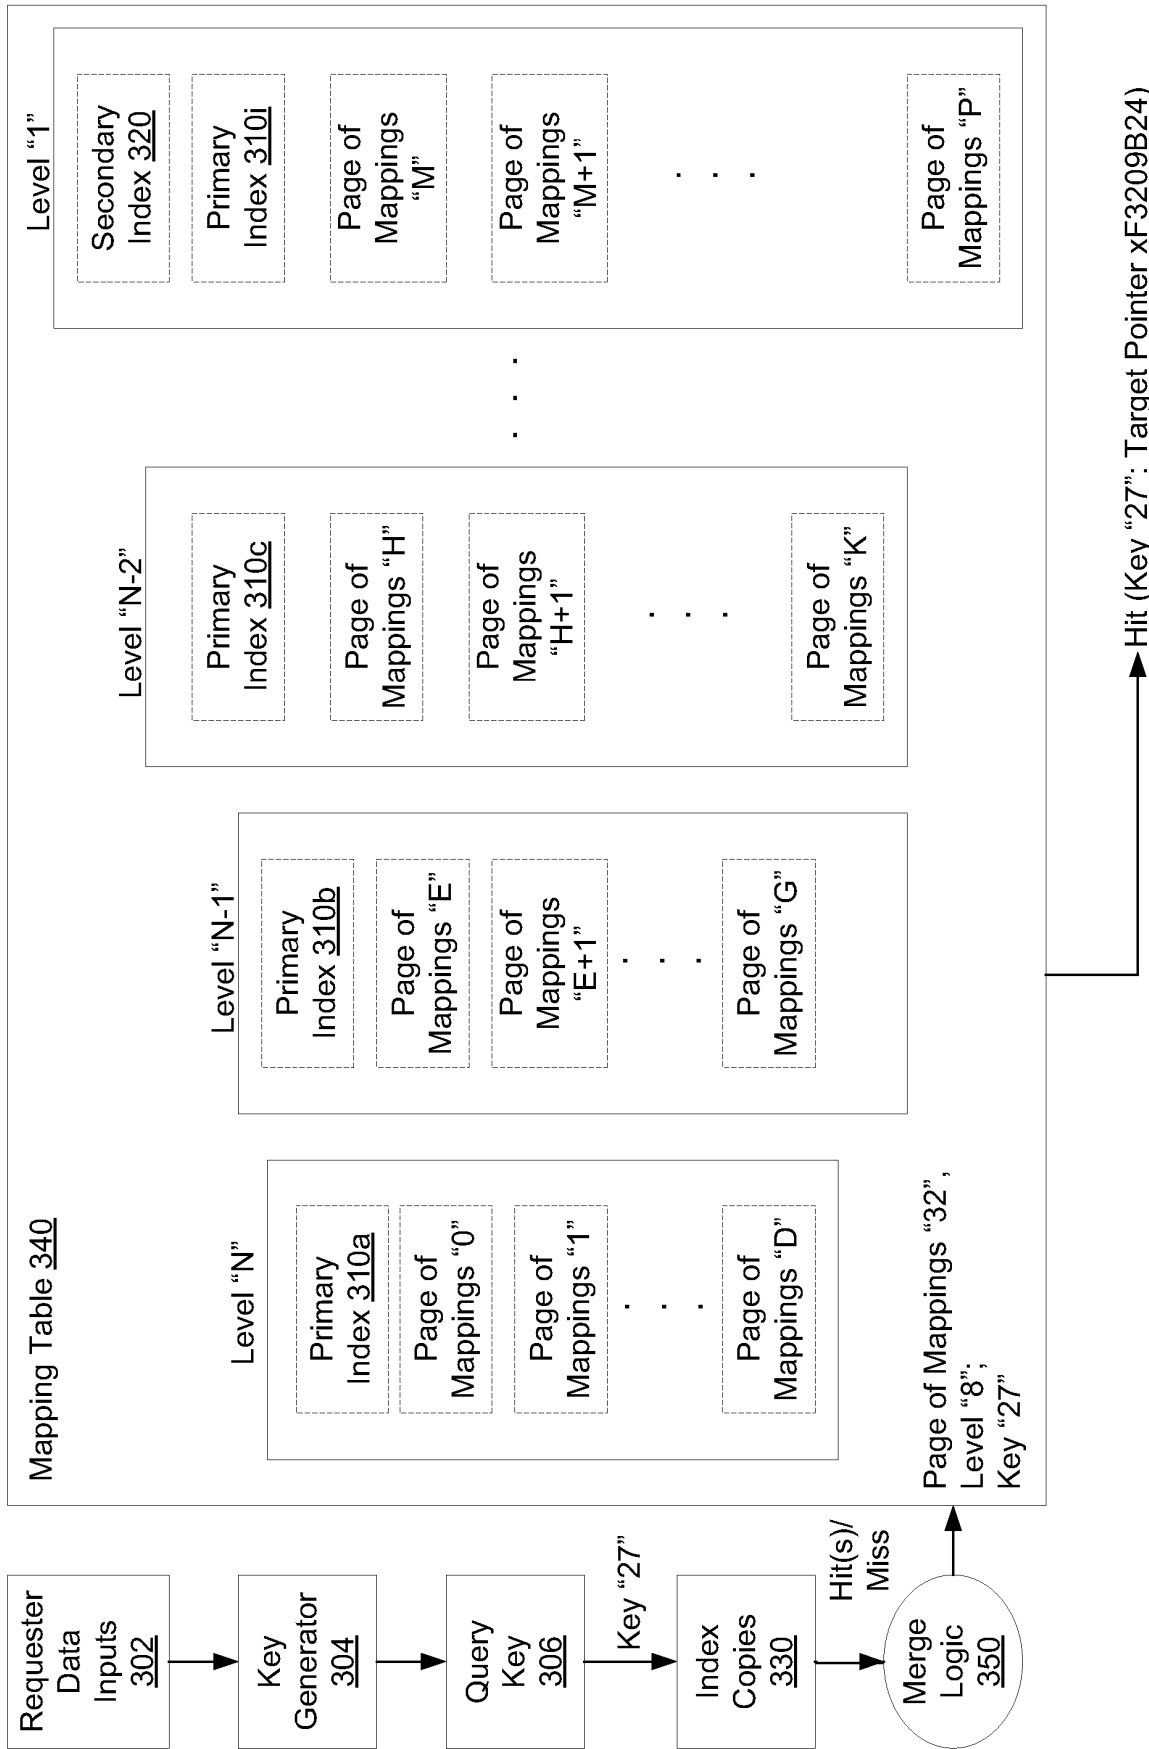 Requester
Data
Inputs
302
Key
Generator
304
Query
Key
306
Key “27”
Index
Copies
330
Hit(s)/
Miss
Merge
Logic
350
Mapping Table 340
Level “N”
Primary
Index 310a
Page of
Mappings “0”
Page of
Mappings “1”
. . .
Page of
Mappings “D”
Page of Mappings “32”,
Level “8”;
Key “27”
Level “N-1”
Primary
Index 310b
Page of
Mappings “E”
Page of
Mappings
“E+1”
. . .
Page of
Mappings “G”
Level “N-2”
Primary
Index 310c
Page of
Mappings “H”
Page of
Mappings
“H+1”
. . .
Page of
Mappings “K”
. . .
Level “1”
Secondary
Index 320
Primary
Index 310i
Page of
Mappings
“M”
Page of
Mappings
“M+1”
. . .
Page of
Mappings “P”
Hit (Key “27”: Target Pointer xF3209B24)